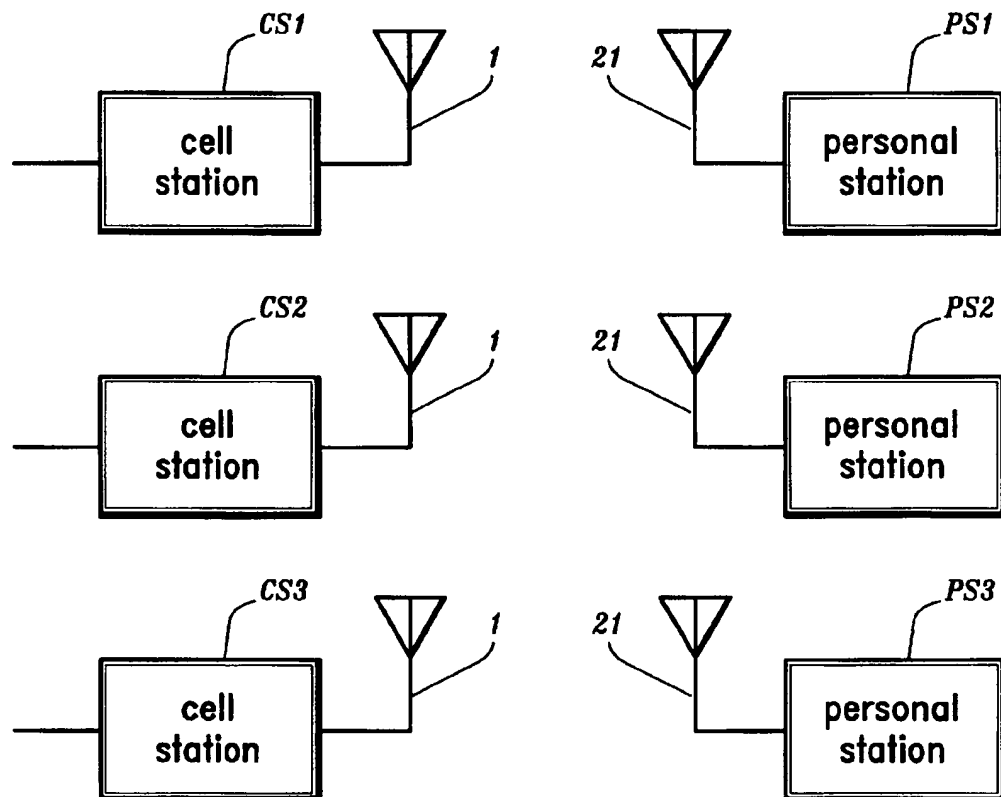 CS1
1
21
PS1
cell
station
personal
station
CS2
1
21
PS2
cell
station
personal
station
CS3
1
21
PS3
cell
station
personal
station